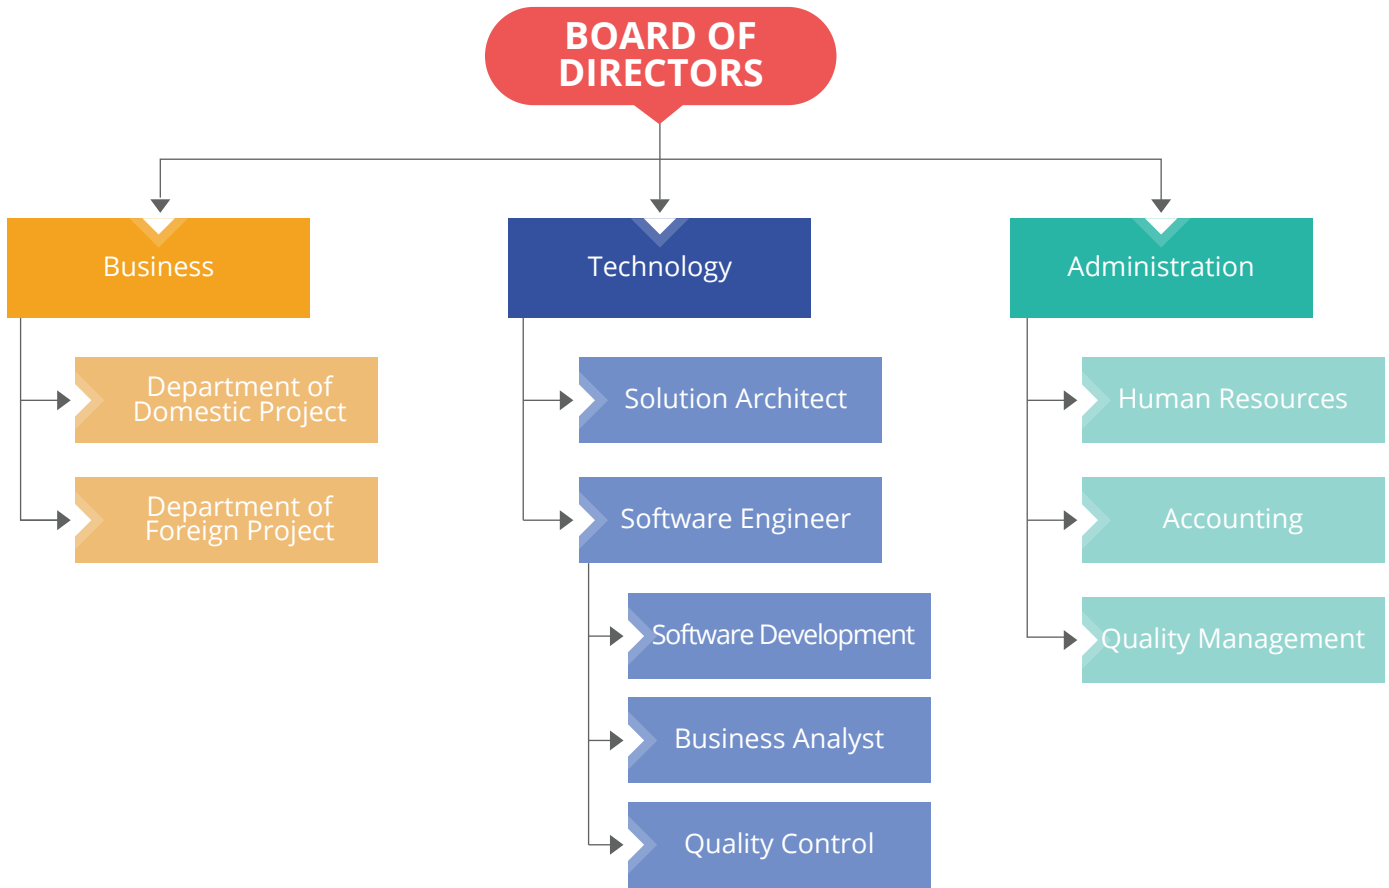 BOARD OF
DIRECTORS
Business
Technology
Administration
Department of
Domestic Project
Solution Architect
Human Resources
Department of
Foreign Project
Software Engineer
Accounting
Software Development
Quality Management
Business Analyst
Quality Control